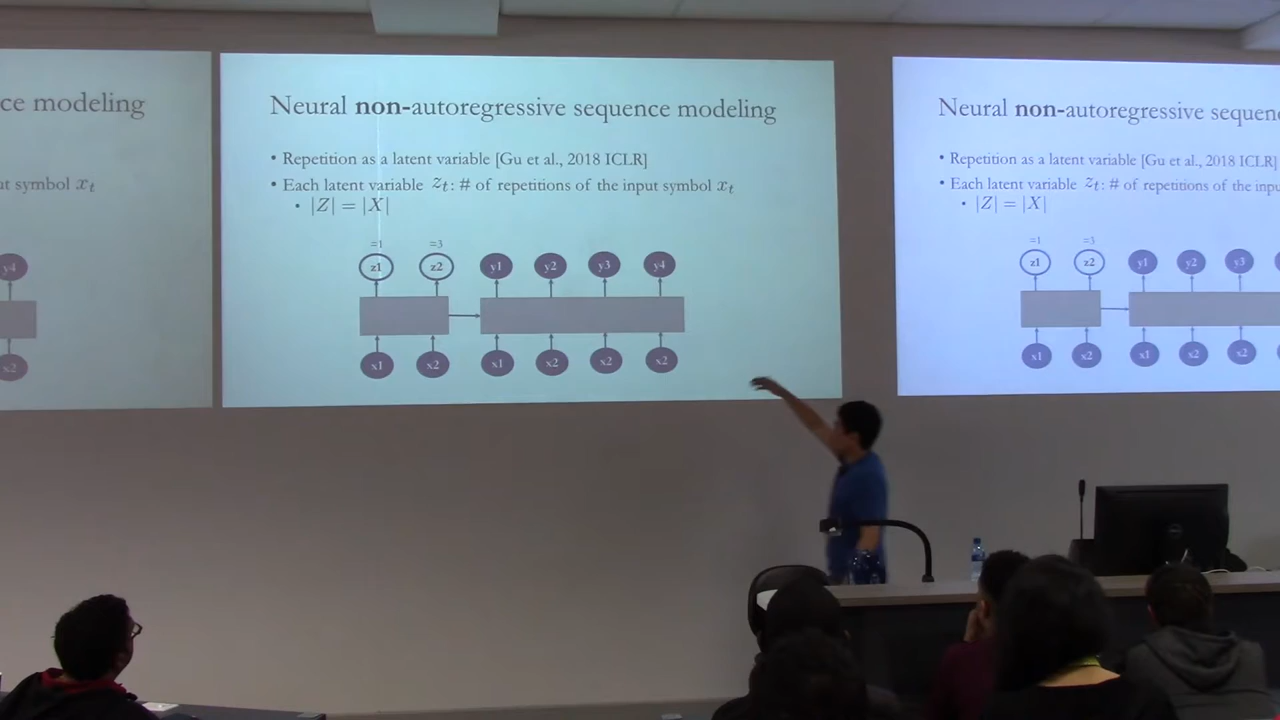 ce modeling
ut symbol x_t
y4
x2
Neural non-autoregressive sequence modeling
• Repetition as a latent variable [Gu et al., 2018 ICLR]
• Each latent variable z_t: # of repetitions of the input symbol x_t
• |Z| = |X|
=1 =3
z1 z2 y1 y2 y3 y4
x1 x2 x1 x2 x2 x2
Neural non-autoregressive sequenc
• Repetition as a latent variable [Gu et al., 2018 ICLR]
• Each latent variable z_t: # of repetitions of the inpu
• |Z| = |X|
=1 =3
z1 z2 y1 y2 y3
x1 x2 x1 x2 x2